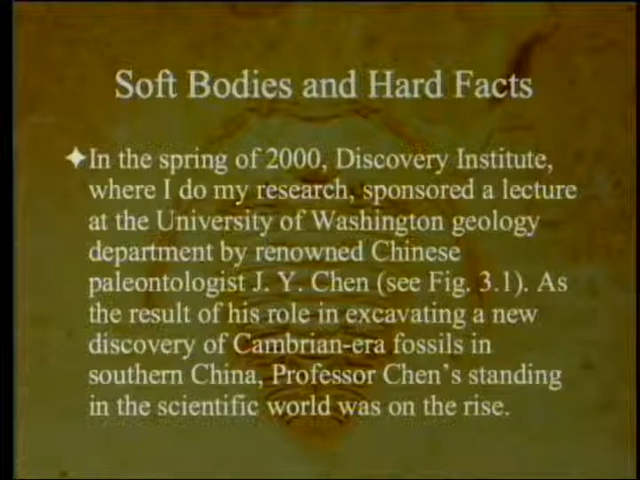 Soft Bodies and Hard Facts
✦In the spring of 2000, Discovery Institute,
where I do my research, sponsored a lecture
at the University of Washington geology
department by renowned Chinese
paleontologist J. Y. Chen (see Fig. 3.1). As
the result of his role in excavating a new
discovery of Cambrian-era fossils in
southern China, Professor Chen's standing
in the scientific world was on the rise.